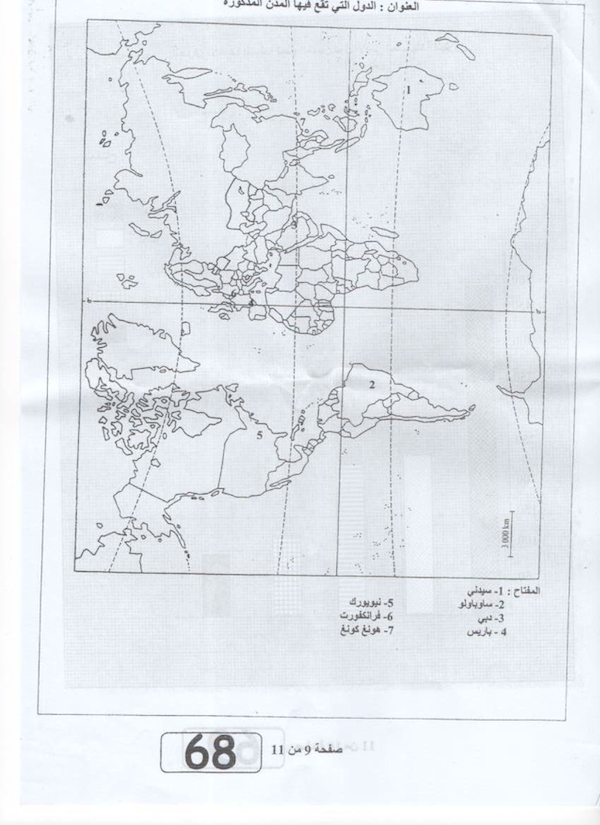 العنوان : الدول التي تقع فيها المدن المذكورة
1
7
2
5
3 000 km
المفتاح : 1- سيدني
2- ساوباولو
3- دبي
4 - باريس
5- نيويورك
6- فرانكفورت
7- هونغ كونغ
صفحة 9 من 11
68